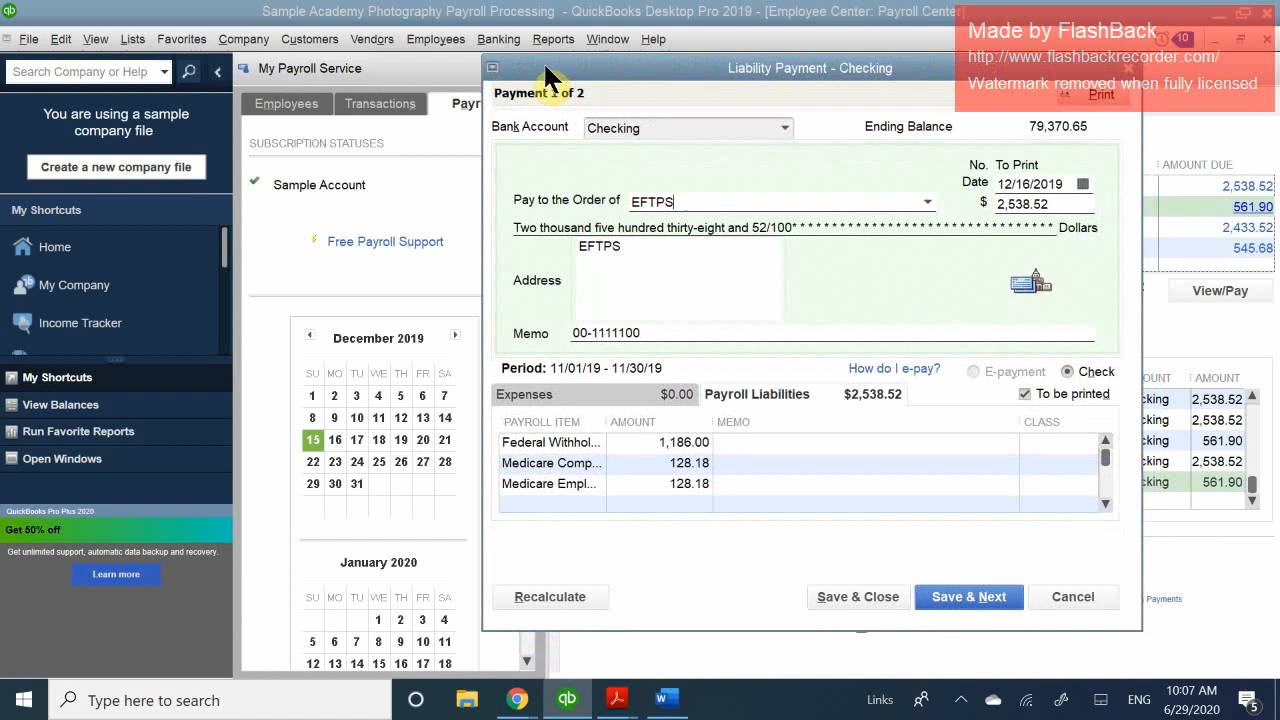 Sample Academy Photography Payroll Processing - QuickBooks Desktop Pro 2019 - [Employee Center: Payroll Center]
File Edit View Lists Favorites Company Customers Vendors Employees Banking Reports Window Help
10
Made by FlashBack
http://www.flashbackrecorder.com/
Watermark removed when fully licensed
Search Company or Help
You are using a sample
company file
Create a new company file
My Shortcuts
Home
My Company
Income Tracker
My Shortcuts
View Balances
Run Favorite Reports
Open Windows
QuickBooks Pro Plus 2020
Get 50% off
Get unlimited support, automatic data backup and recovery.
Learn more
My Payroll Service
Employees Transactions
SUBSCRIPTION STATUSES
Sample Account
Free Payroll Support
December 2019
SU MO TU WE TH FR SA
1 2 3 4 5 6 7
8 9 10 11 12 13 14
15 16 17 18 19 20 21
22 23 24 25 26 27 28
29 30 31
January 2020
SU MO TU WE TH FR SA
1 2 3 4
5 6 7 8 9 10 11
12 13 14 15 16 17 18
Liability Payment - Checking
Payment 1 of 2
Print
Bank Account Checking Ending Balance 79,370.65
No. To Print
Date 12/16/2019
Pay to the Order of EFTPS $ 2,538.52
Two thousand five hundred thirty-eight and 52/100* * * * * * * * * * * * * * * * * * * * * * * * * * * * * * * * Dollars
EFTPS
Address
Memo 00-1111100
Period: 11/01/19 - 11/30/19 How do I e-pay? E-payment Check
Expenses $0.00 Payroll Liabilities $2,538.52 To be printed
PAYROLL ITEM AMOUNT MEMO CLASS
Federal Withhol... 1,186.00
Medicare Comp... 128.18
Medicare Empl... 128.18
Recalculate Save & Close Save & Next Cancel
AMOUNT DUE
2,538.52
561.90
2,433.52
545.68
View/Pay
AMOUNT
2,538.52
2,538.52
561.90
2,538.52
561.90
Payments
Type here to search
Links
ENG
10:07 AM
6/29/2020
5